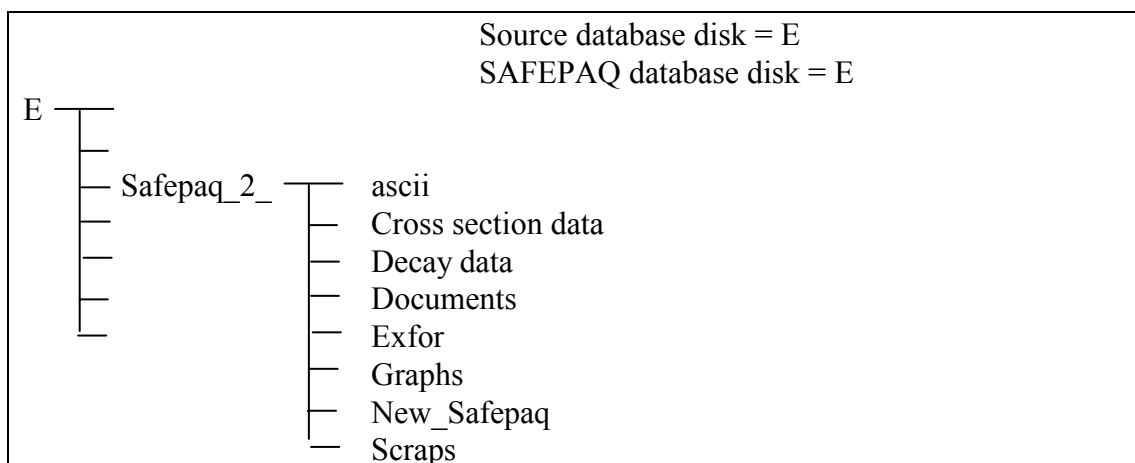 Source database disk = E
SAFEPAQ database disk = E
E
Safepaq_2_ ascii
Cross section data
Decay data
Documents
Exfor
Graphs
New_Safepaq
Scraps